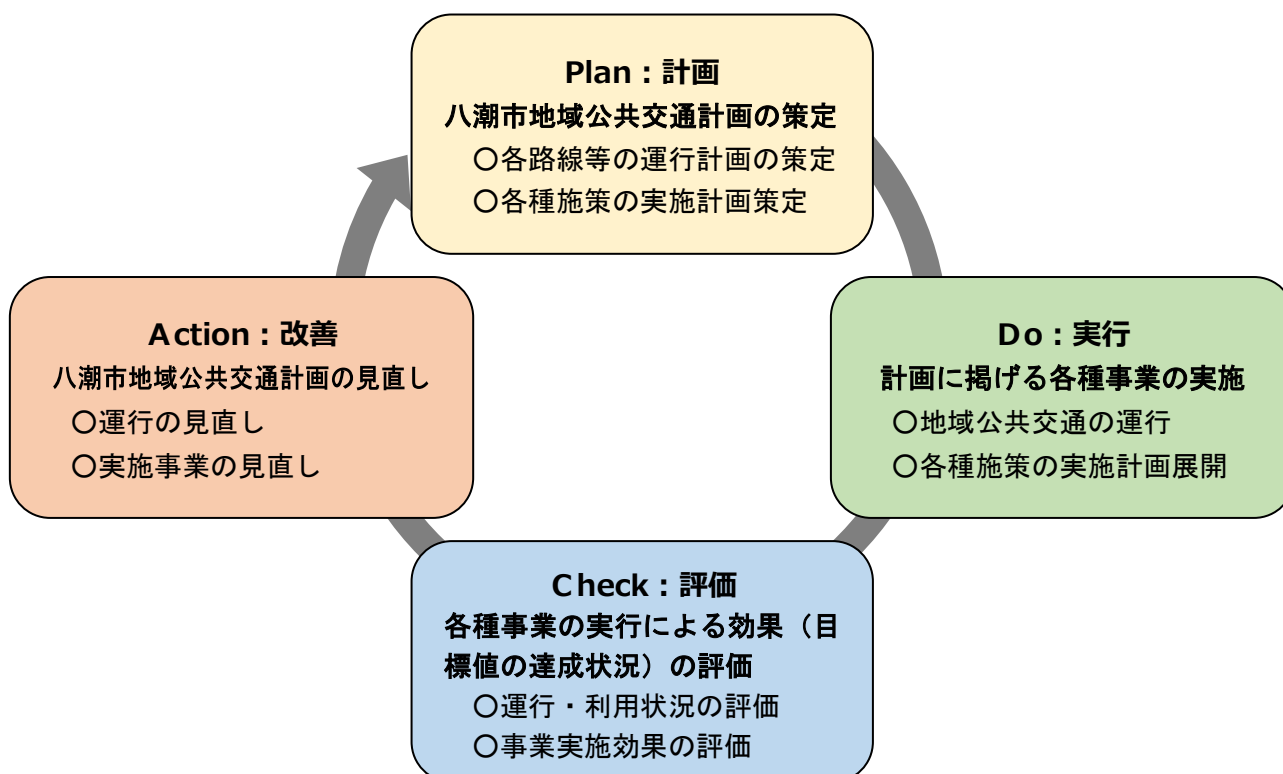 Plan：計画
八潮市地域公共交通計画の策定
〇各路線等の運行計画の策定
〇各種施策の実施計画策定
Do：実行
計画に掲げる各種事業の実施
〇地域公共交通の運行
〇各種施策の実施計画展開
Check：評価
各種事業の実行による効果（目
標値の達成状況）の評価
〇運行・利用状況の評価
〇事業実施効果の評価
Action：改善
八潮市地域公共交通計画の見直し
〇運行の見直し
〇実施事業の見直し